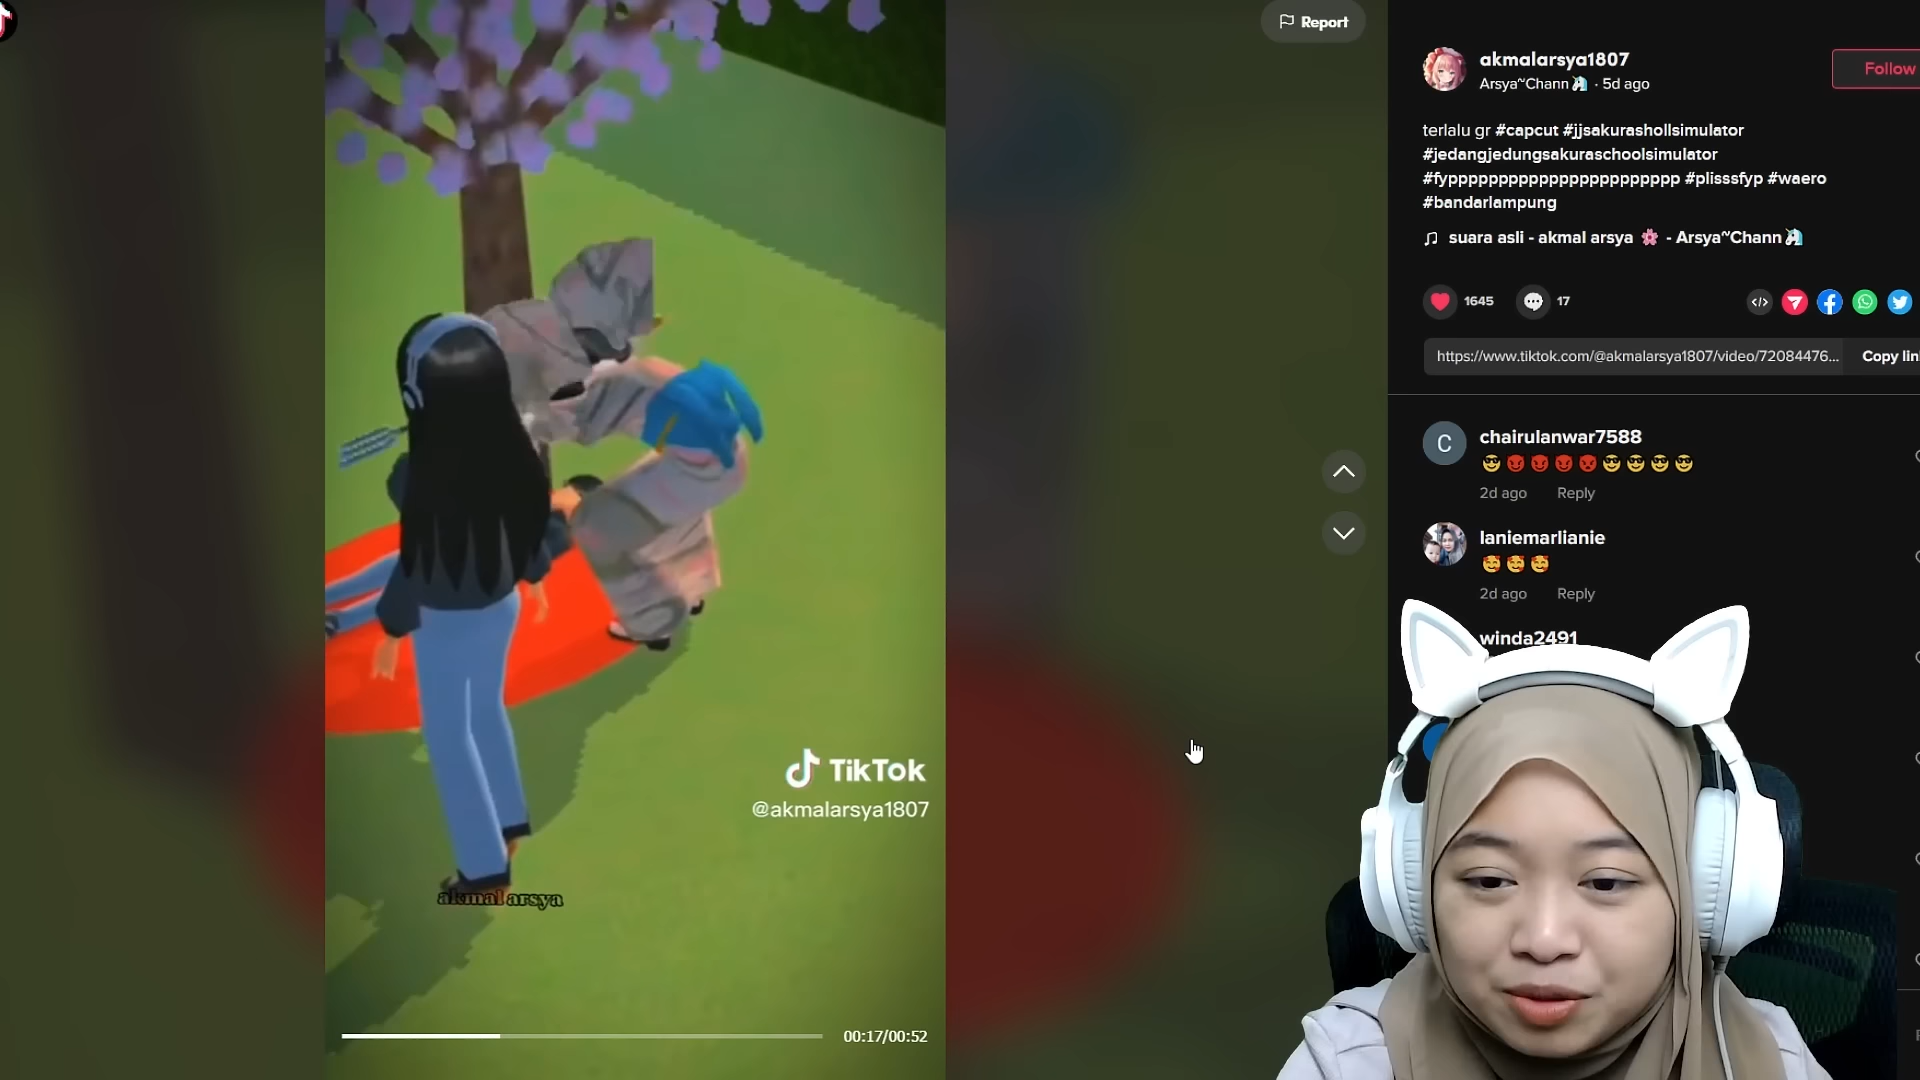 Report
akmalarsya1807
Arsya~Chann🦄 · 5d ago
Follow
terlalu gr #capcut #jjsakurashollsimulator
#jedangjedungsakuraschoolsimulator
#fyppppppppppppppppppppppp #plisssfyp #waero
#bandarlampung
suara asli - akmal arsya 🌸 - Arsya~Chann🦄
1645
17
https://www.tiktok.com/@akmalarsya1807/video/72084476...
Copy lin
C
chairulanwar7588
😎😈😈😈😡😎😎😎😎
2d ago Reply
laniemarlianie
🥰🥰🥰
2d ago Reply
winda2491
TikTok
@akmalarsya1807
akmal arsya
00:17/00:52